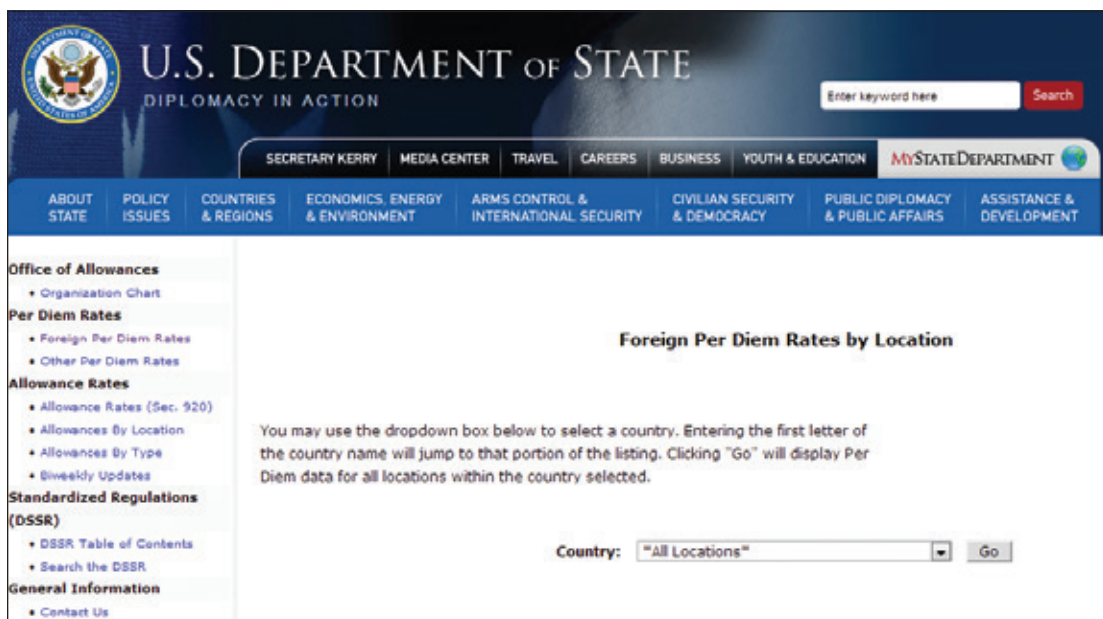 U.S. DEPARTMENT OF STATE
DIPLOMACY IN ACTION
Enter keyword here
Search
SECRETARY KERRY MEDIA CENTER TRAVEL CAREERS BUSINESS YOUTH & EDUCATION MYSTATEDEPARTMENT
ABOUT STATE POLICY ISSUES COUNTRIES & REGIONS ECONOMICS, ENERGY & ENVIRONMENT ARMS CONTROL & INTERNATIONAL SECURITY CIVILIAN SECURITY & DEMOCRACY PUBLIC DIPLOMACY & PUBLIC AFFAIRS ASSISTANCE & DEVELOPMENT
Office of Allowances
• Organization Chart
Per Diem Rates
• Foreign Per Diem Rates
• Other Per Diem Rates
Allowance Rates
• Allowance Rates (Sec. 920)
• Allowances By Location
• Allowances By Type
• Biweekly Updates
Standardized Regulations
(DSSR)
• DSSR Table of Contents
• Search the DSSR
General Information
• Contact Us
Foreign Per Diem Rates by Location
You may use the dropdown box below to select a country. Entering the first letter of
the country name will jump to that portion of the listing. Clicking "Go" will display Per
Diem data for all locations within the country selected.
Country: "All Locations" Go